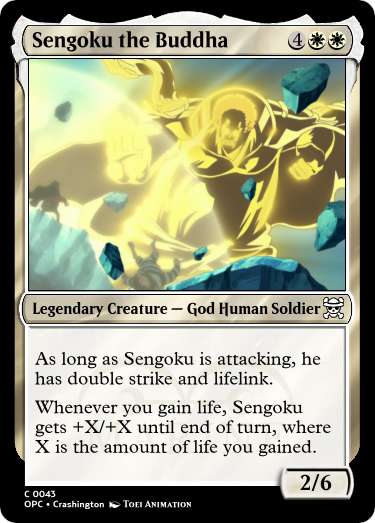 Sengoku the Buddha 4
Legendary Creature — God Human Soldier
As long as Sengoku is attacking, he
has double strike and lifelink.
Whenever you gain life, Sengoku
gets +X/+X until end of turn, where
X is the amount of life you gained.
2/6
C 0043
OPC • Crashington TOEI ANIMATION